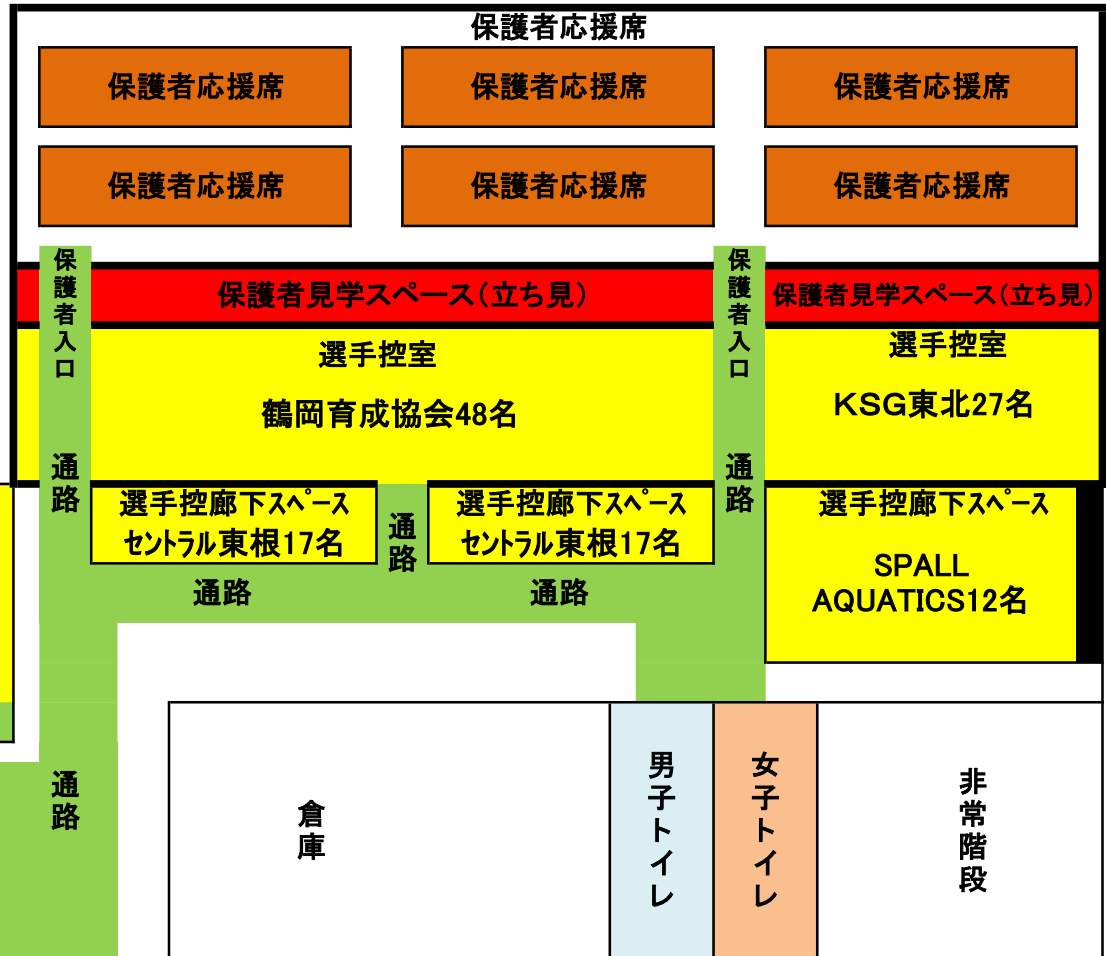 保護者応援席
保護者応援席
保護者応援席
保護者応援席
保護者応援席
保護者応援席
保護者応援席
保護者入口
保護者見学スペース(立ち見)
保護者入口
保護者見学スペース(立ち見)
選手控室
鶴岡育成協会48名
選手控室
KSG東北27名
通路
通路
選手控廊下スペース
セントラル東根17名
通路
選手控廊下スペース
セントラル東根17名
選手控廊下スペース
SPALL
AQUATICS12名
通路
通路
通路
倉庫
男子トイレ
女子トイレ
非常階段